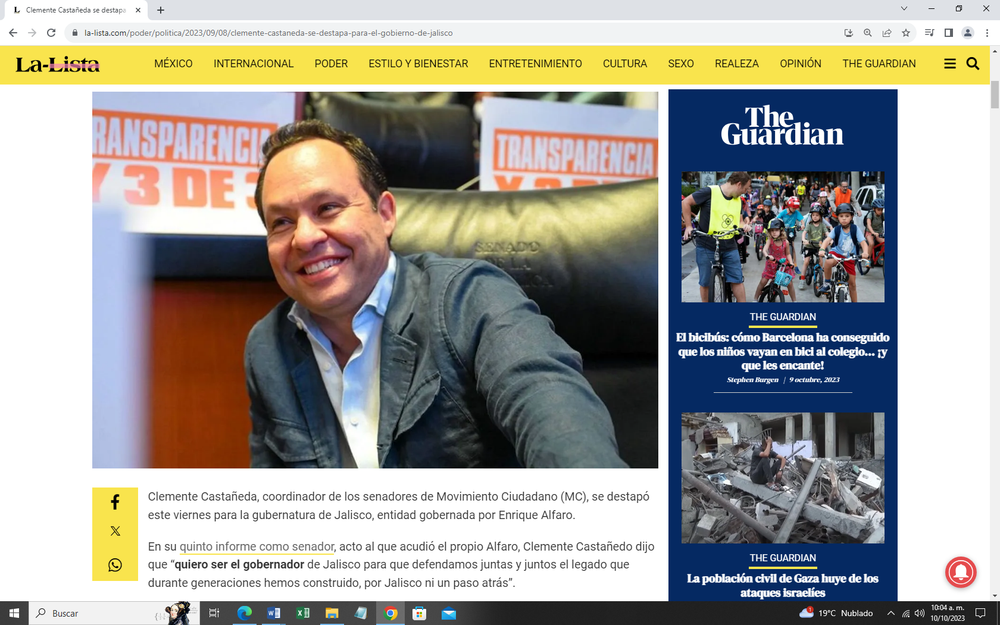 Clemente Castañeda se destapa
la-lista.com/poder/politica/2023/09/08/clemente-castaneda-se-destapa-para-el-gobierno-de-jalisco
La-Lista
MÉXICO INTERNACIONAL PODER ESTILO Y BIENESTAR ENTRETENIMIENTO CULTURA SEXO REALEZA OPINIÓN THE GUARDIAN
TRANSPARENCIA
Y 3 DE 3
TRANSPARENCIA
SENADO
DE LA
Clemente Castañeda, coordinador de los senadores de Movimiento Ciudadano (MC), se destapó
este viernes para la gubernatura de Jalisco, entidad gobernada por Enrique Alfaro.
En su quinto informe como senador, acto al que acudió el propio Alfaro, Clemente Castañedo dijo
que “quiero ser el gobernador de Jalisco para que defendamos juntas y juntos el legado que
durante generaciones hemos construido, por Jalisco ni un paso atrás”.
The
Guardian
THE GUARDIAN
El bicibús: cómo Barcelona ha conseguido
que los niños vayan en bici al colegio... ¡y
que les encante!
Stephen Burgen | 9 octubre, 2023
THE GUARDIAN
La población civil de Gaza huye de los
ataques israelíes
Buscar
1
19°C Nublado
10:04 a. m.
10/10/2023